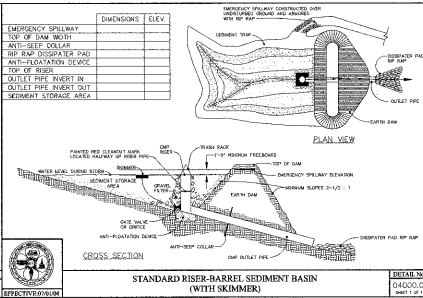 DIMENSIONS ELEV.
EMERGENCY SPILLWAY
TOP OF DAM WIDTH
ANTI-SEEP COLLAR
RIP RAP DISSIPATER PAD
ANTI-FLOATATION DEVICE
TOP OF RISER
OUTLET PIPE INVERT IN
OUTLET PIPE INVERT OUT
SEDIMENT STORAGE AREA
EMERGENCY SPILLWAY CONSTRUCTED OVER
UNDISTURBED GROUND AND ARMORED
WITH RIP RAP
SEDIMENT TRAP
DISSIPATER PAD
RIP RAP
OUTLET PIPE
EARTH DAM
PLAN VIEW
PAINTED RED CLEANOUT MARK
LOCATED HALFWAY UP RISER PIPE
CMP
RISER
TRASH RACK
1'-0" MINIMUM FREEBOARD
TOP OF DAM
SKIMMER
WATER LEVEL DURING STORM
EMERGENCY SPILLWAY ELEVATION
SEDIMENT STORAGE
AREA
GRAVEL
FILTER
EARTH DAM
MINIMUM SLOPES 2-1/2 : 1
GATE VALVE
OR ORIFICE
ANTI-FLOATATION DEVICE
ANTI-SEEP COLLAR
CMP OUTLET PIPE
DISSIPATER PAD RIP RAP
CROSS SECTION
EFFECTIVE:07/01/04
STANDARD RISER-BARREL SEDIMENT BASIN
(WITH SKIMMER)
DETAIL No
04000.0
SHEET 1 OF 1